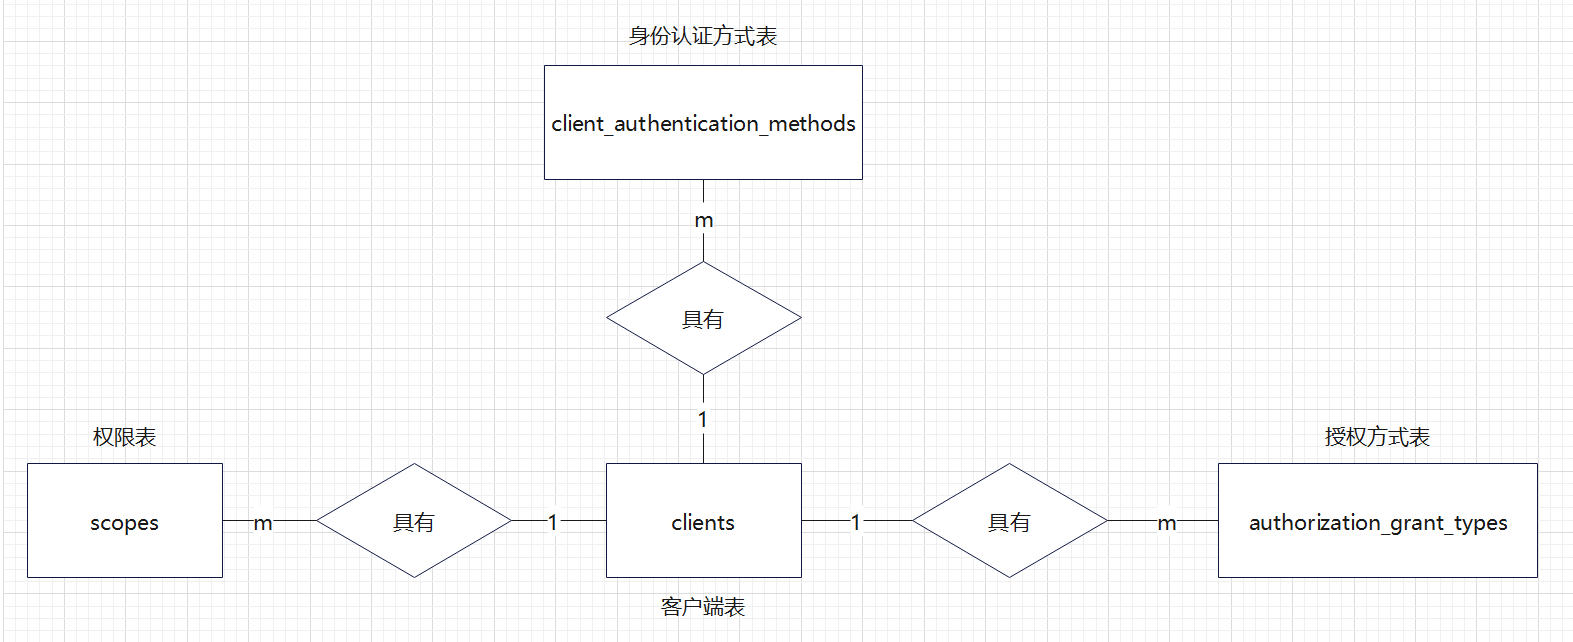 身份认证方式表
client_authentication_methods
m
具有
1
权限表
授权方式表
scopes
m
具有
1
clients
1
具有
m
authorization_grant_types
客户端表